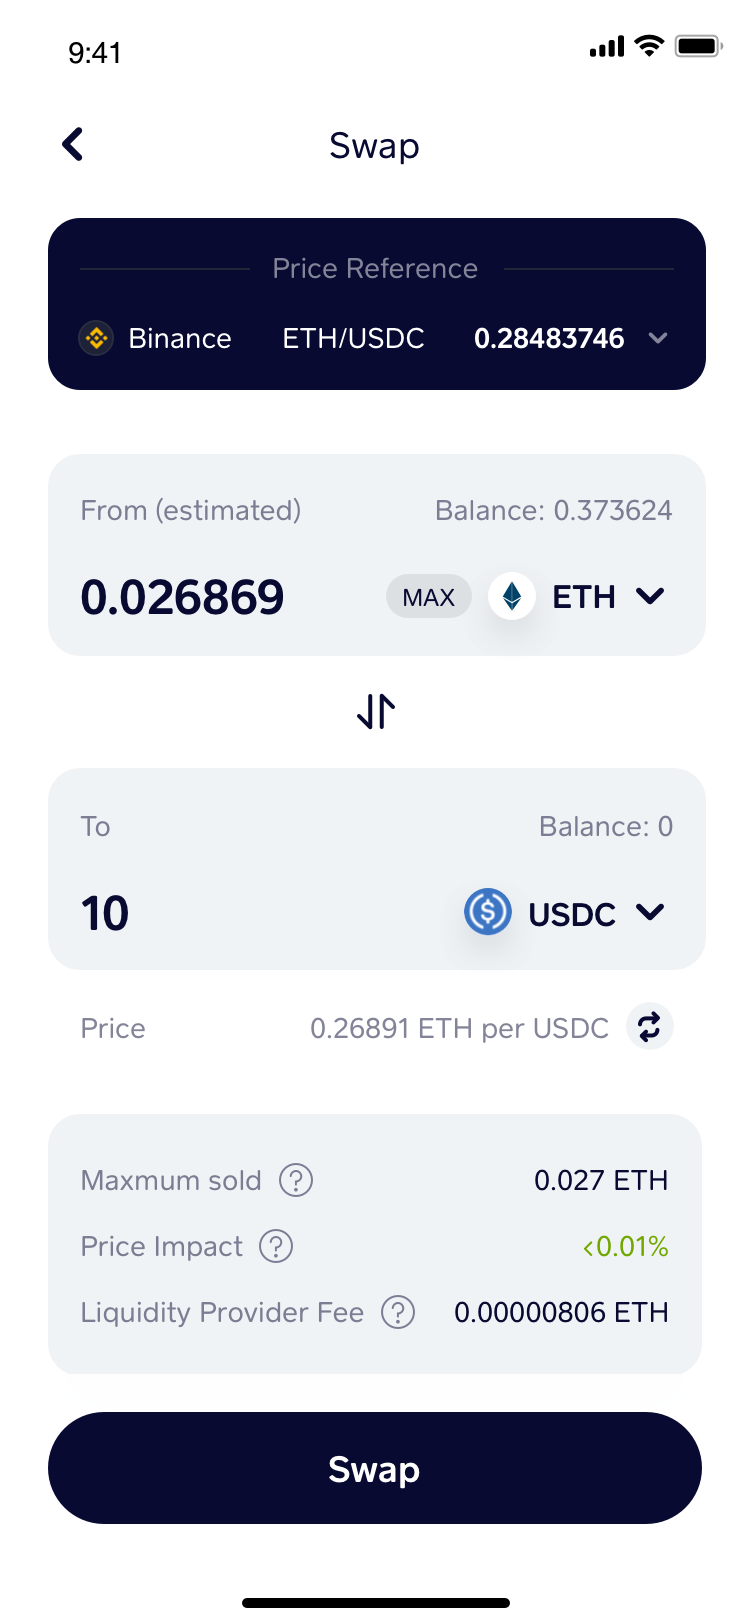 9:41
Swap
Price Reference
Binance ETH/USDC 0.28483746
From (estimated) Balance: 0.373624
0.026869 MAX ETH
To Balance: 0
10 USDC
Price 0.26891 ETH per USDC
Maxmum sold ? 0.027 ETH
Price Impact ? <0.01%
Liquidity Provider Fee ? 0.00000806 ETH
Swap